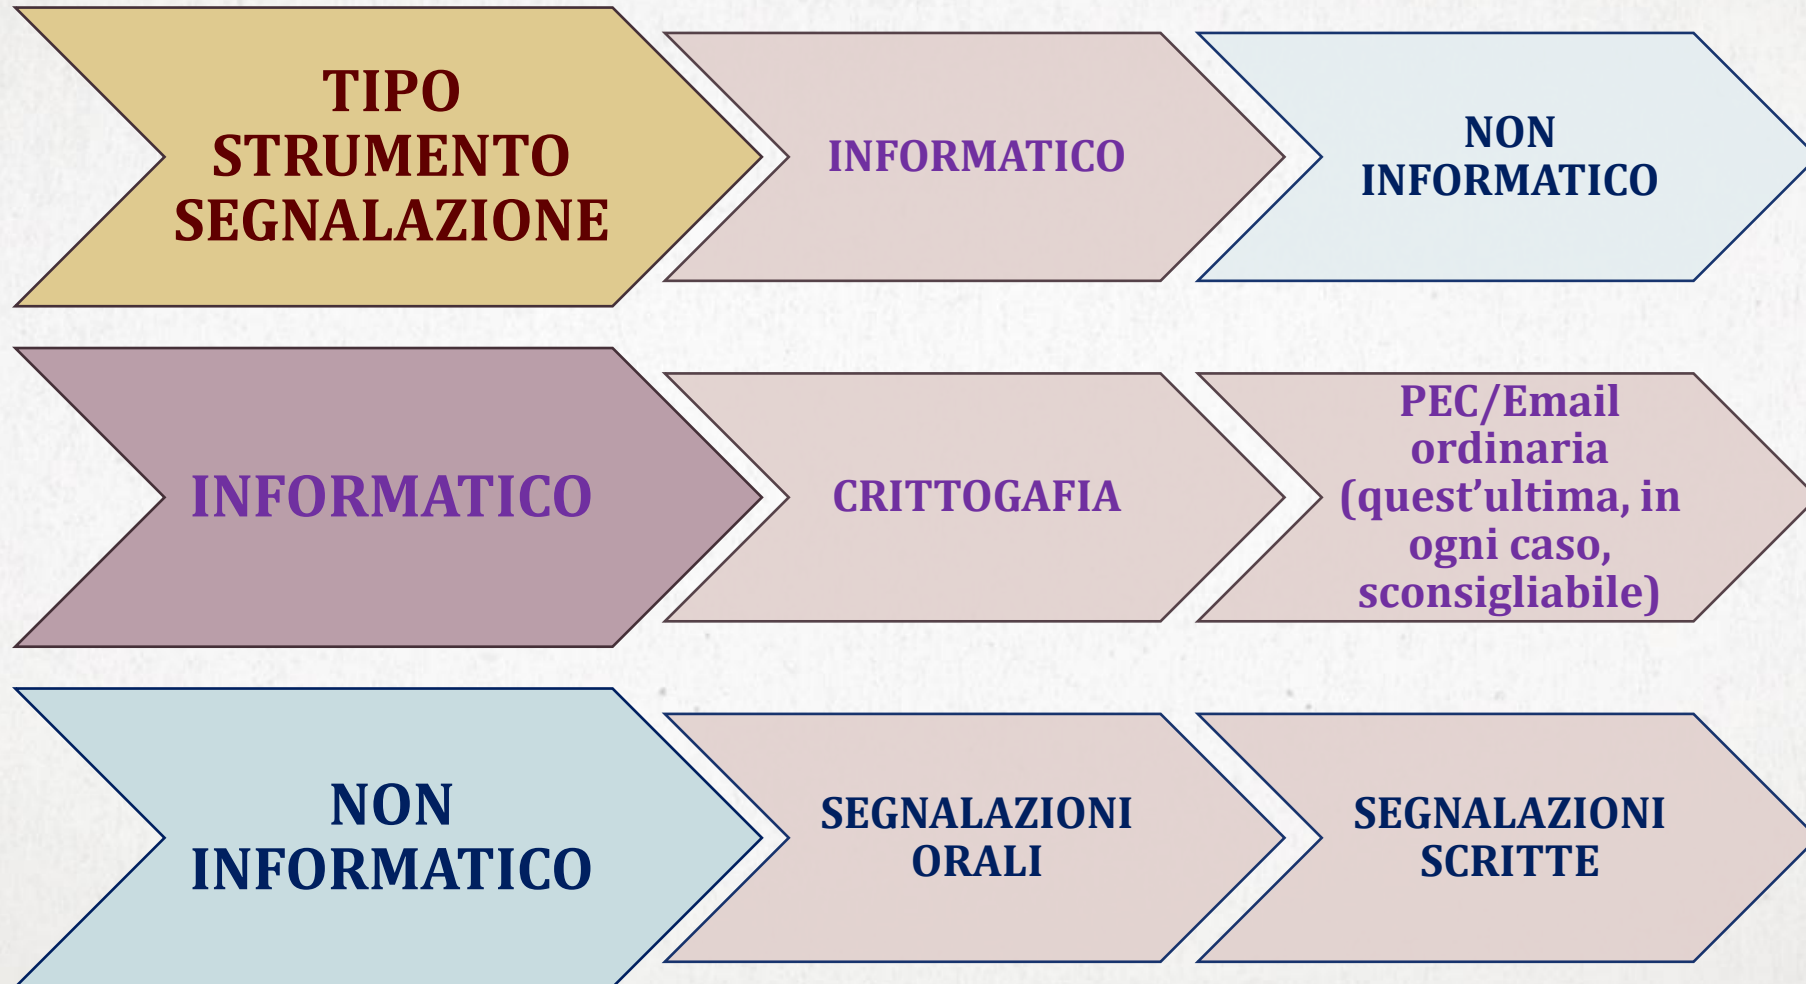 TIPO
STRUMENTO
SEGNALAZIONE
INFORMATICO
NON
INFORMATICO
INFORMATICO
CRITTOGAFIA
PEC/Email
ordinaria
(quest’ultima, in
ogni caso,
sconsigliabile)
NON
INFORMATICO
SEGNALAZIONI
ORALI
SEGNALAZIONI
SCRITTE